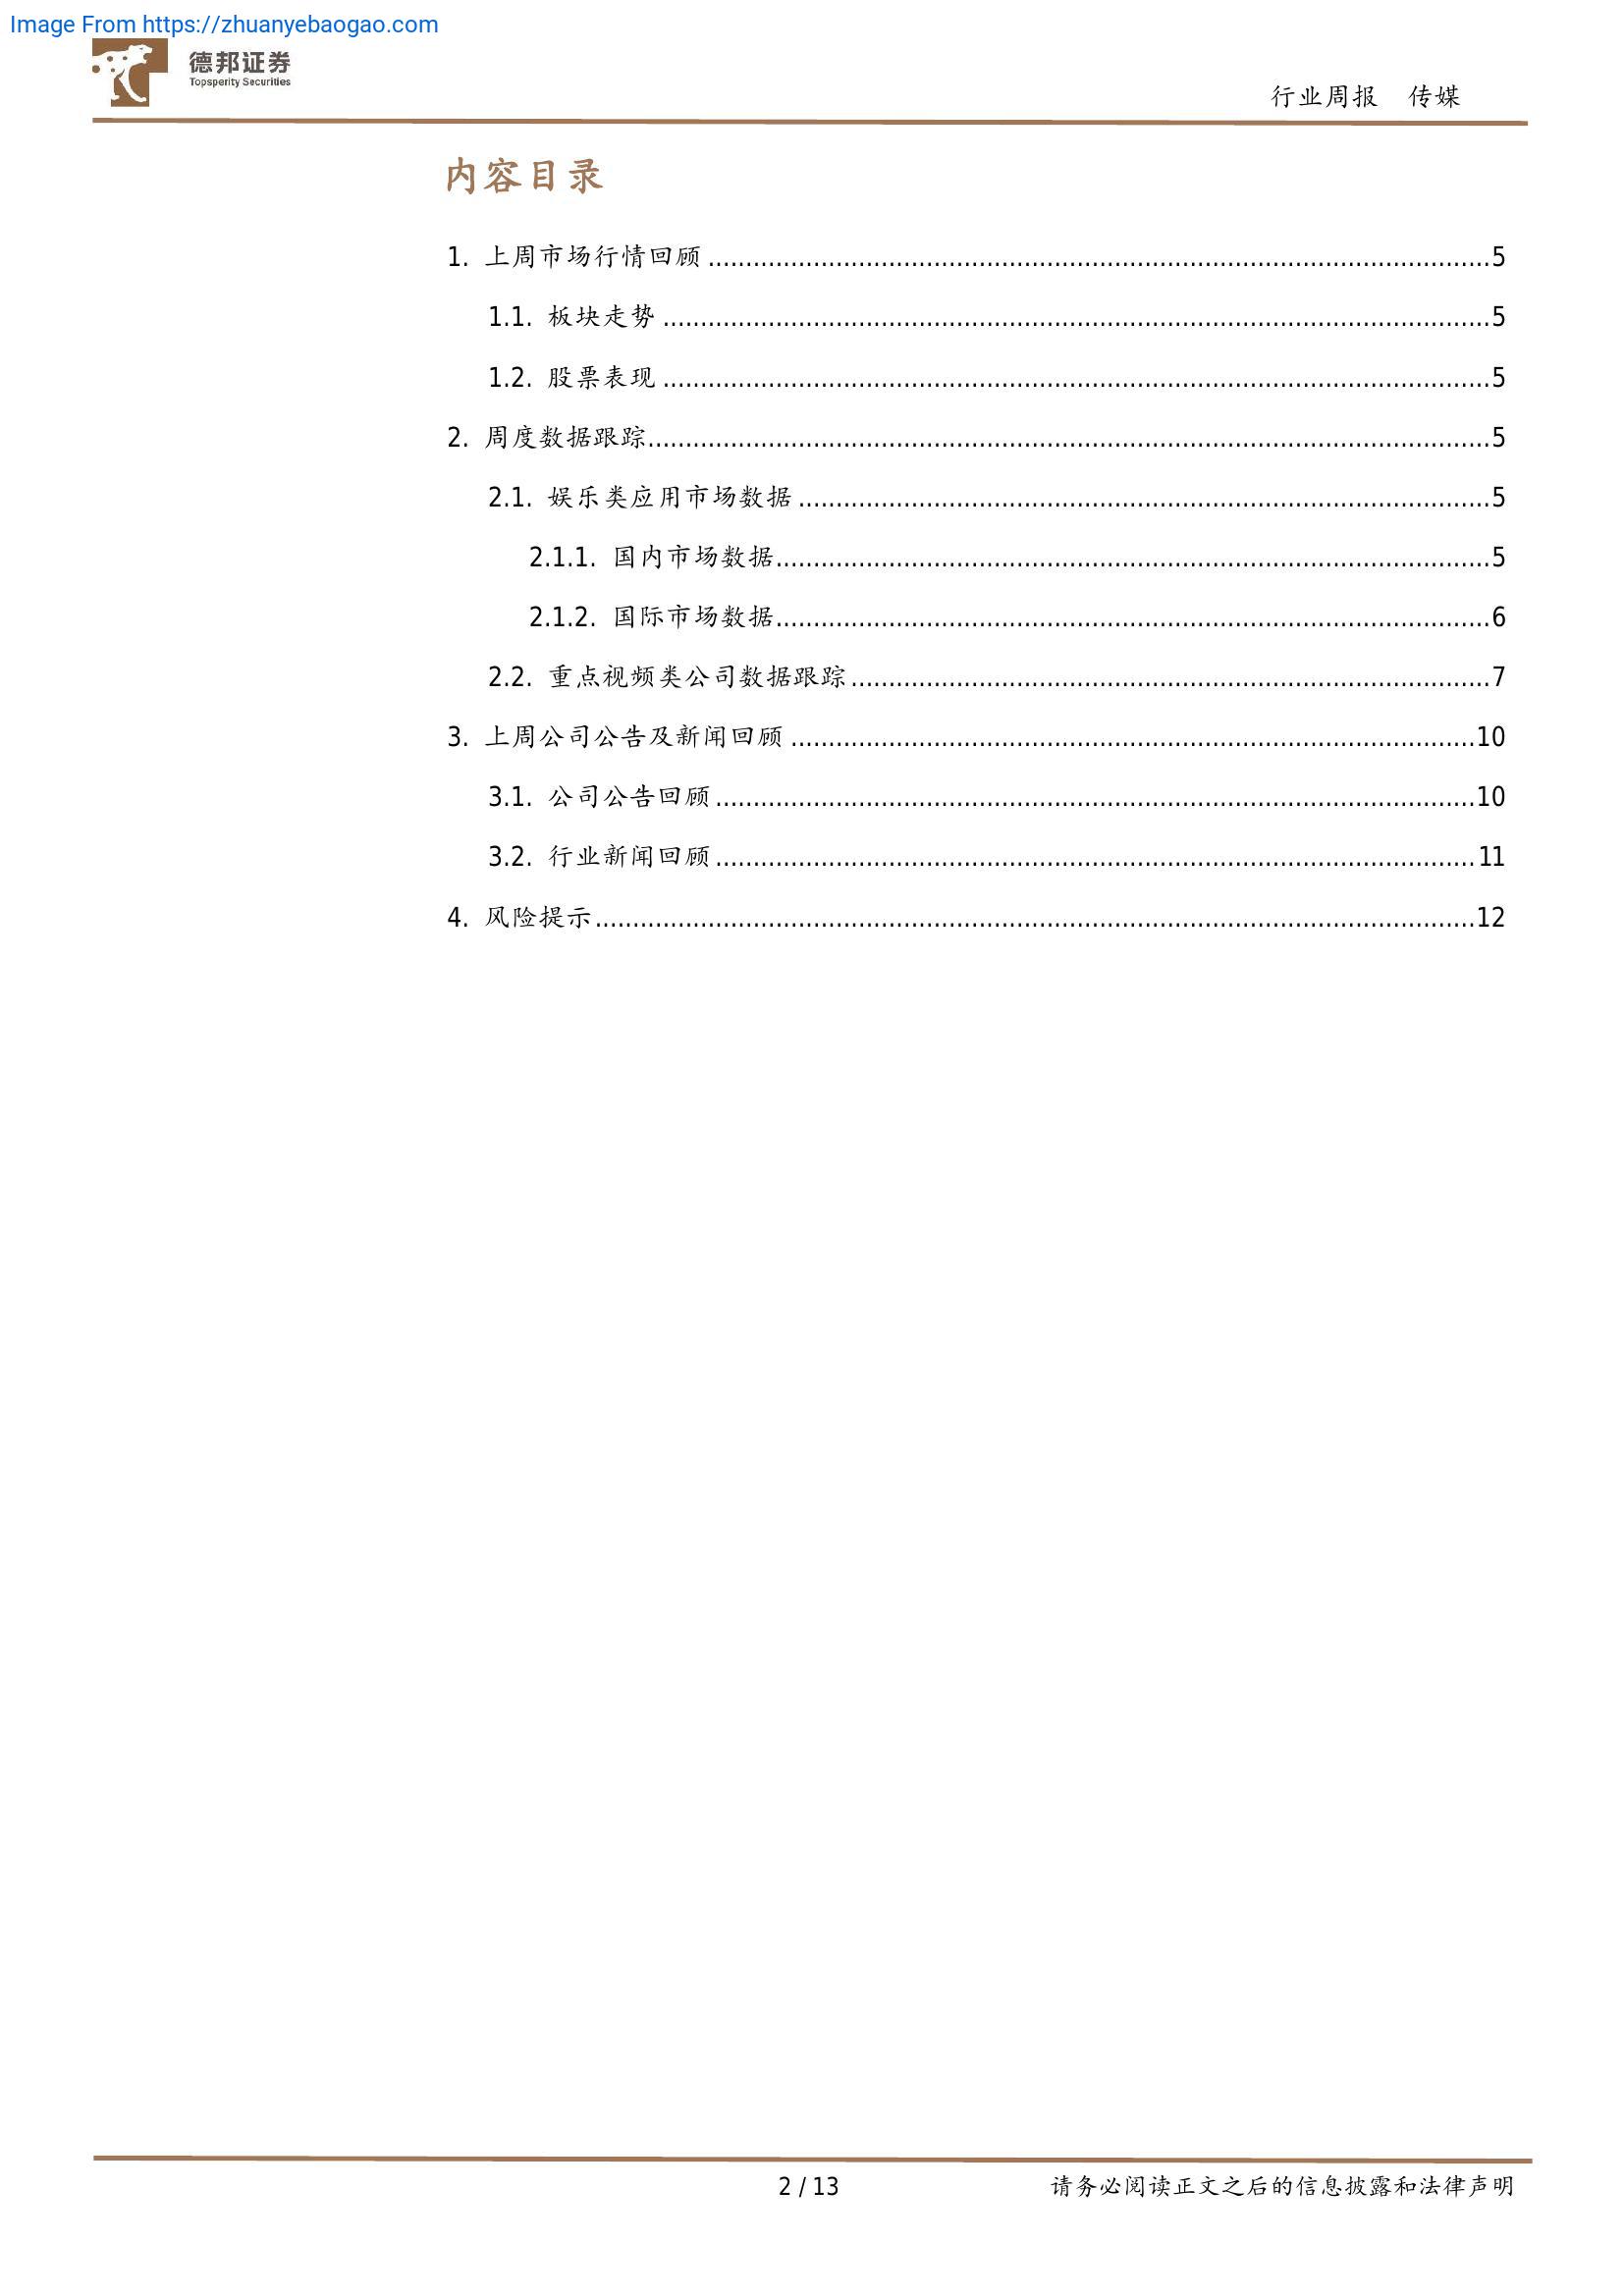 Image From https://zhuanyebaogao.com
德邦证券
Topsperity Securities
行业周报 传媒
内容目录
1. 上周市场行情回顾 ........................................ 5
1.1. 板块走势 ........................................ 5
1.2. 股票表现 ........................................ 5
2. 周度数据跟踪 ........................................ 5
2.1. 娱乐类应用市场数据 ........................................ 5
2.1.1. 国内市场数据 ........................................ 5
2.1.2. 国际市场数据 ........................................ 6
2.2. 重点视频类公司数据跟踪 ........................................ 7
3. 上周公司公告及新闻回顾 ........................................ 10
3.1. 公司公告回顾 ........................................ 10
3.2. 行业新闻回顾 ........................................ 11
4. 风险提示 ........................................ 12
2 / 13 请务必阅读正文之后的信息披露和法律声明